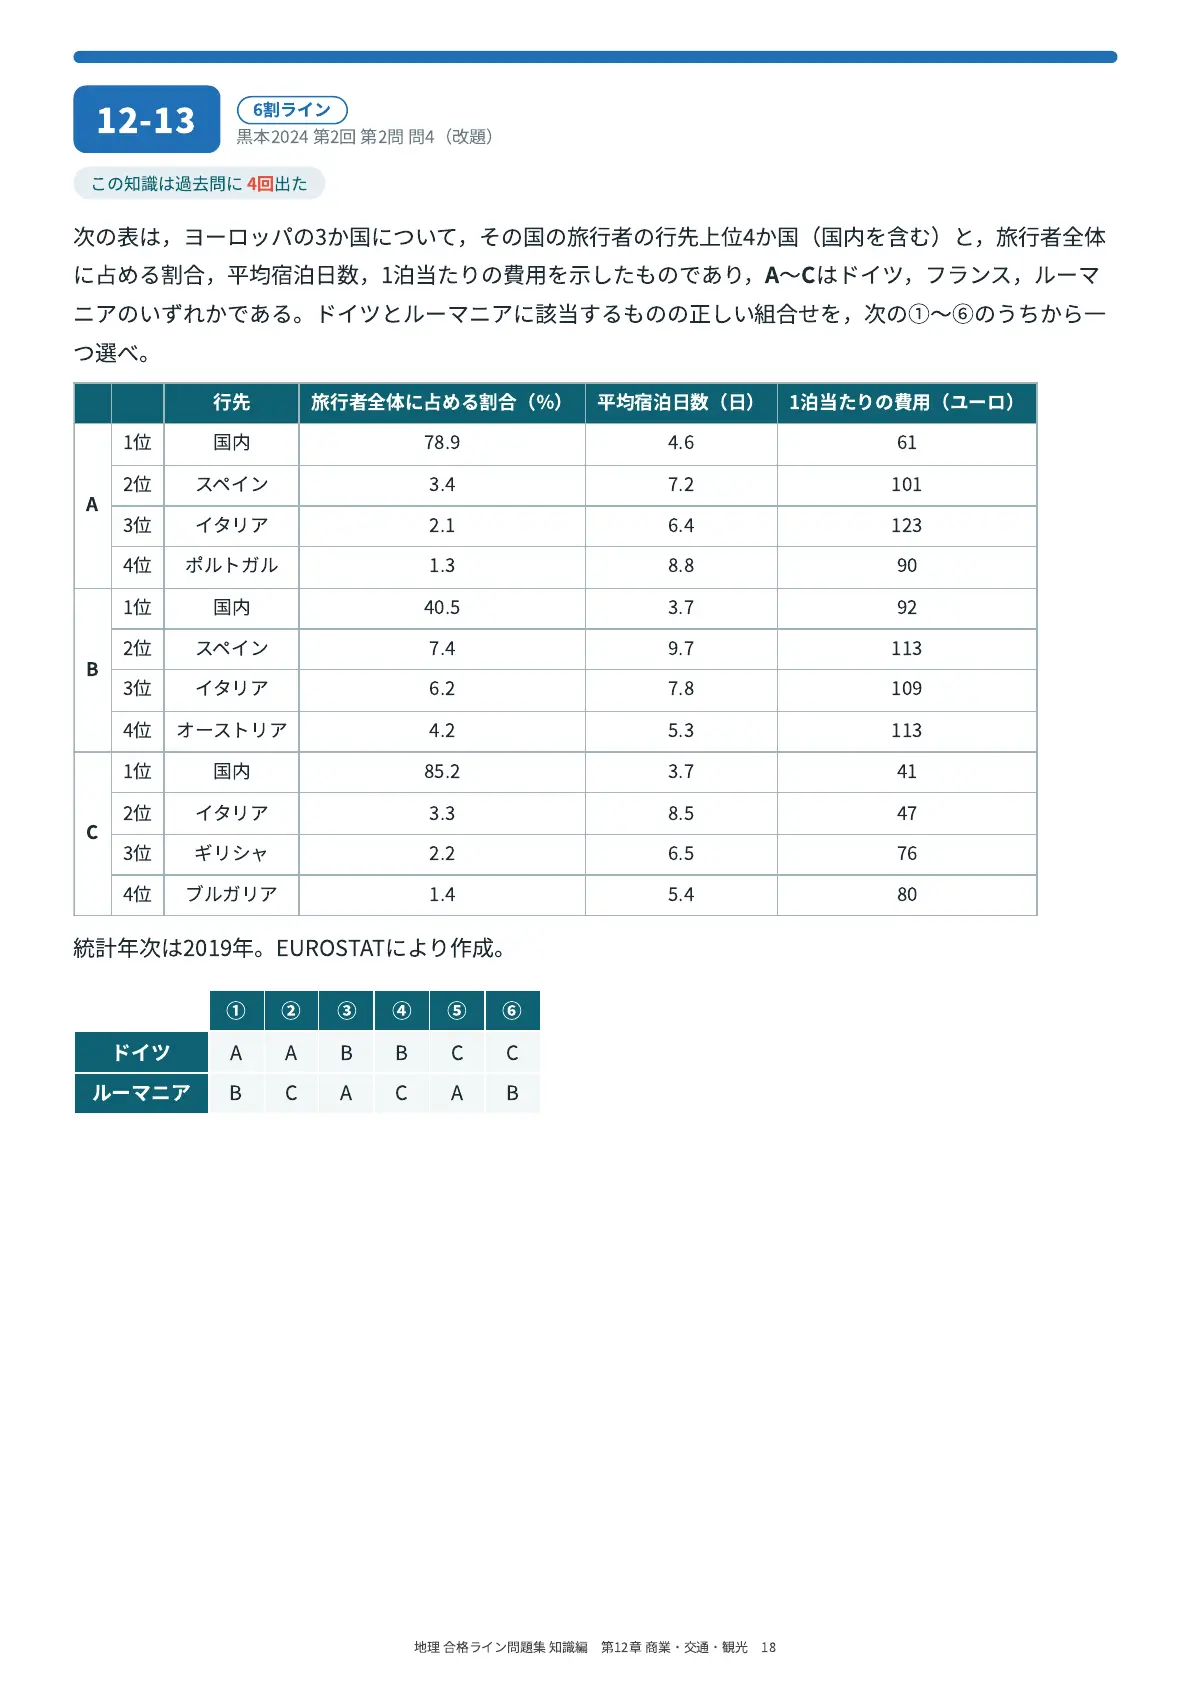 12-13
6割ライン
黒本2024 第2回 第2問 問4（改題）
この知識は過去問に 4回出た
次の表は，ヨーロッパの3か国について，その国の旅行者の行先上位4か国（国内を含む）と，旅行者全体
に占める割合，平均宿泊日数，1泊当たりの費用を示したものであり，A〜Cはドイツ，フランス，ルーマ
ニアのいずれかである。ドイツとルーマニアに該当するものの正しい組合せを，次の①〜⑥のうちから一
つ選べ。
行先 旅行者全体に占める割合（％） 平均宿泊日数（日） 1泊当たりの費用（ユーロ）
A
1位 国内 78.9 4.6 61
2位 スペイン 3.4 7.2 101
3位 イタリア 2.1 6.4 123
4位 ポルトガル 1.3 8.8 90
B
1位 国内 40.5 3.7 92
2位 スペイン 7.4 9.7 113
3位 イタリア 6.2 7.8 109
4位 オーストリア 4.2 5.3 113
C
1位 国内 85.2 3.7 41
2位 イタリア 3.3 8.5 47
3位 ギリシャ 2.2 6.5 76
4位 ブルガリア 1.4 5.4 80
統計年次は2019年。EUROSTATにより作成。
① ② ③ ④ ⑤ ⑥
ドイツ A A B B C C
ルーマニア B C A C A B
地理 合格ライン問題集 知識編 第12章 商業・交通・観光 18